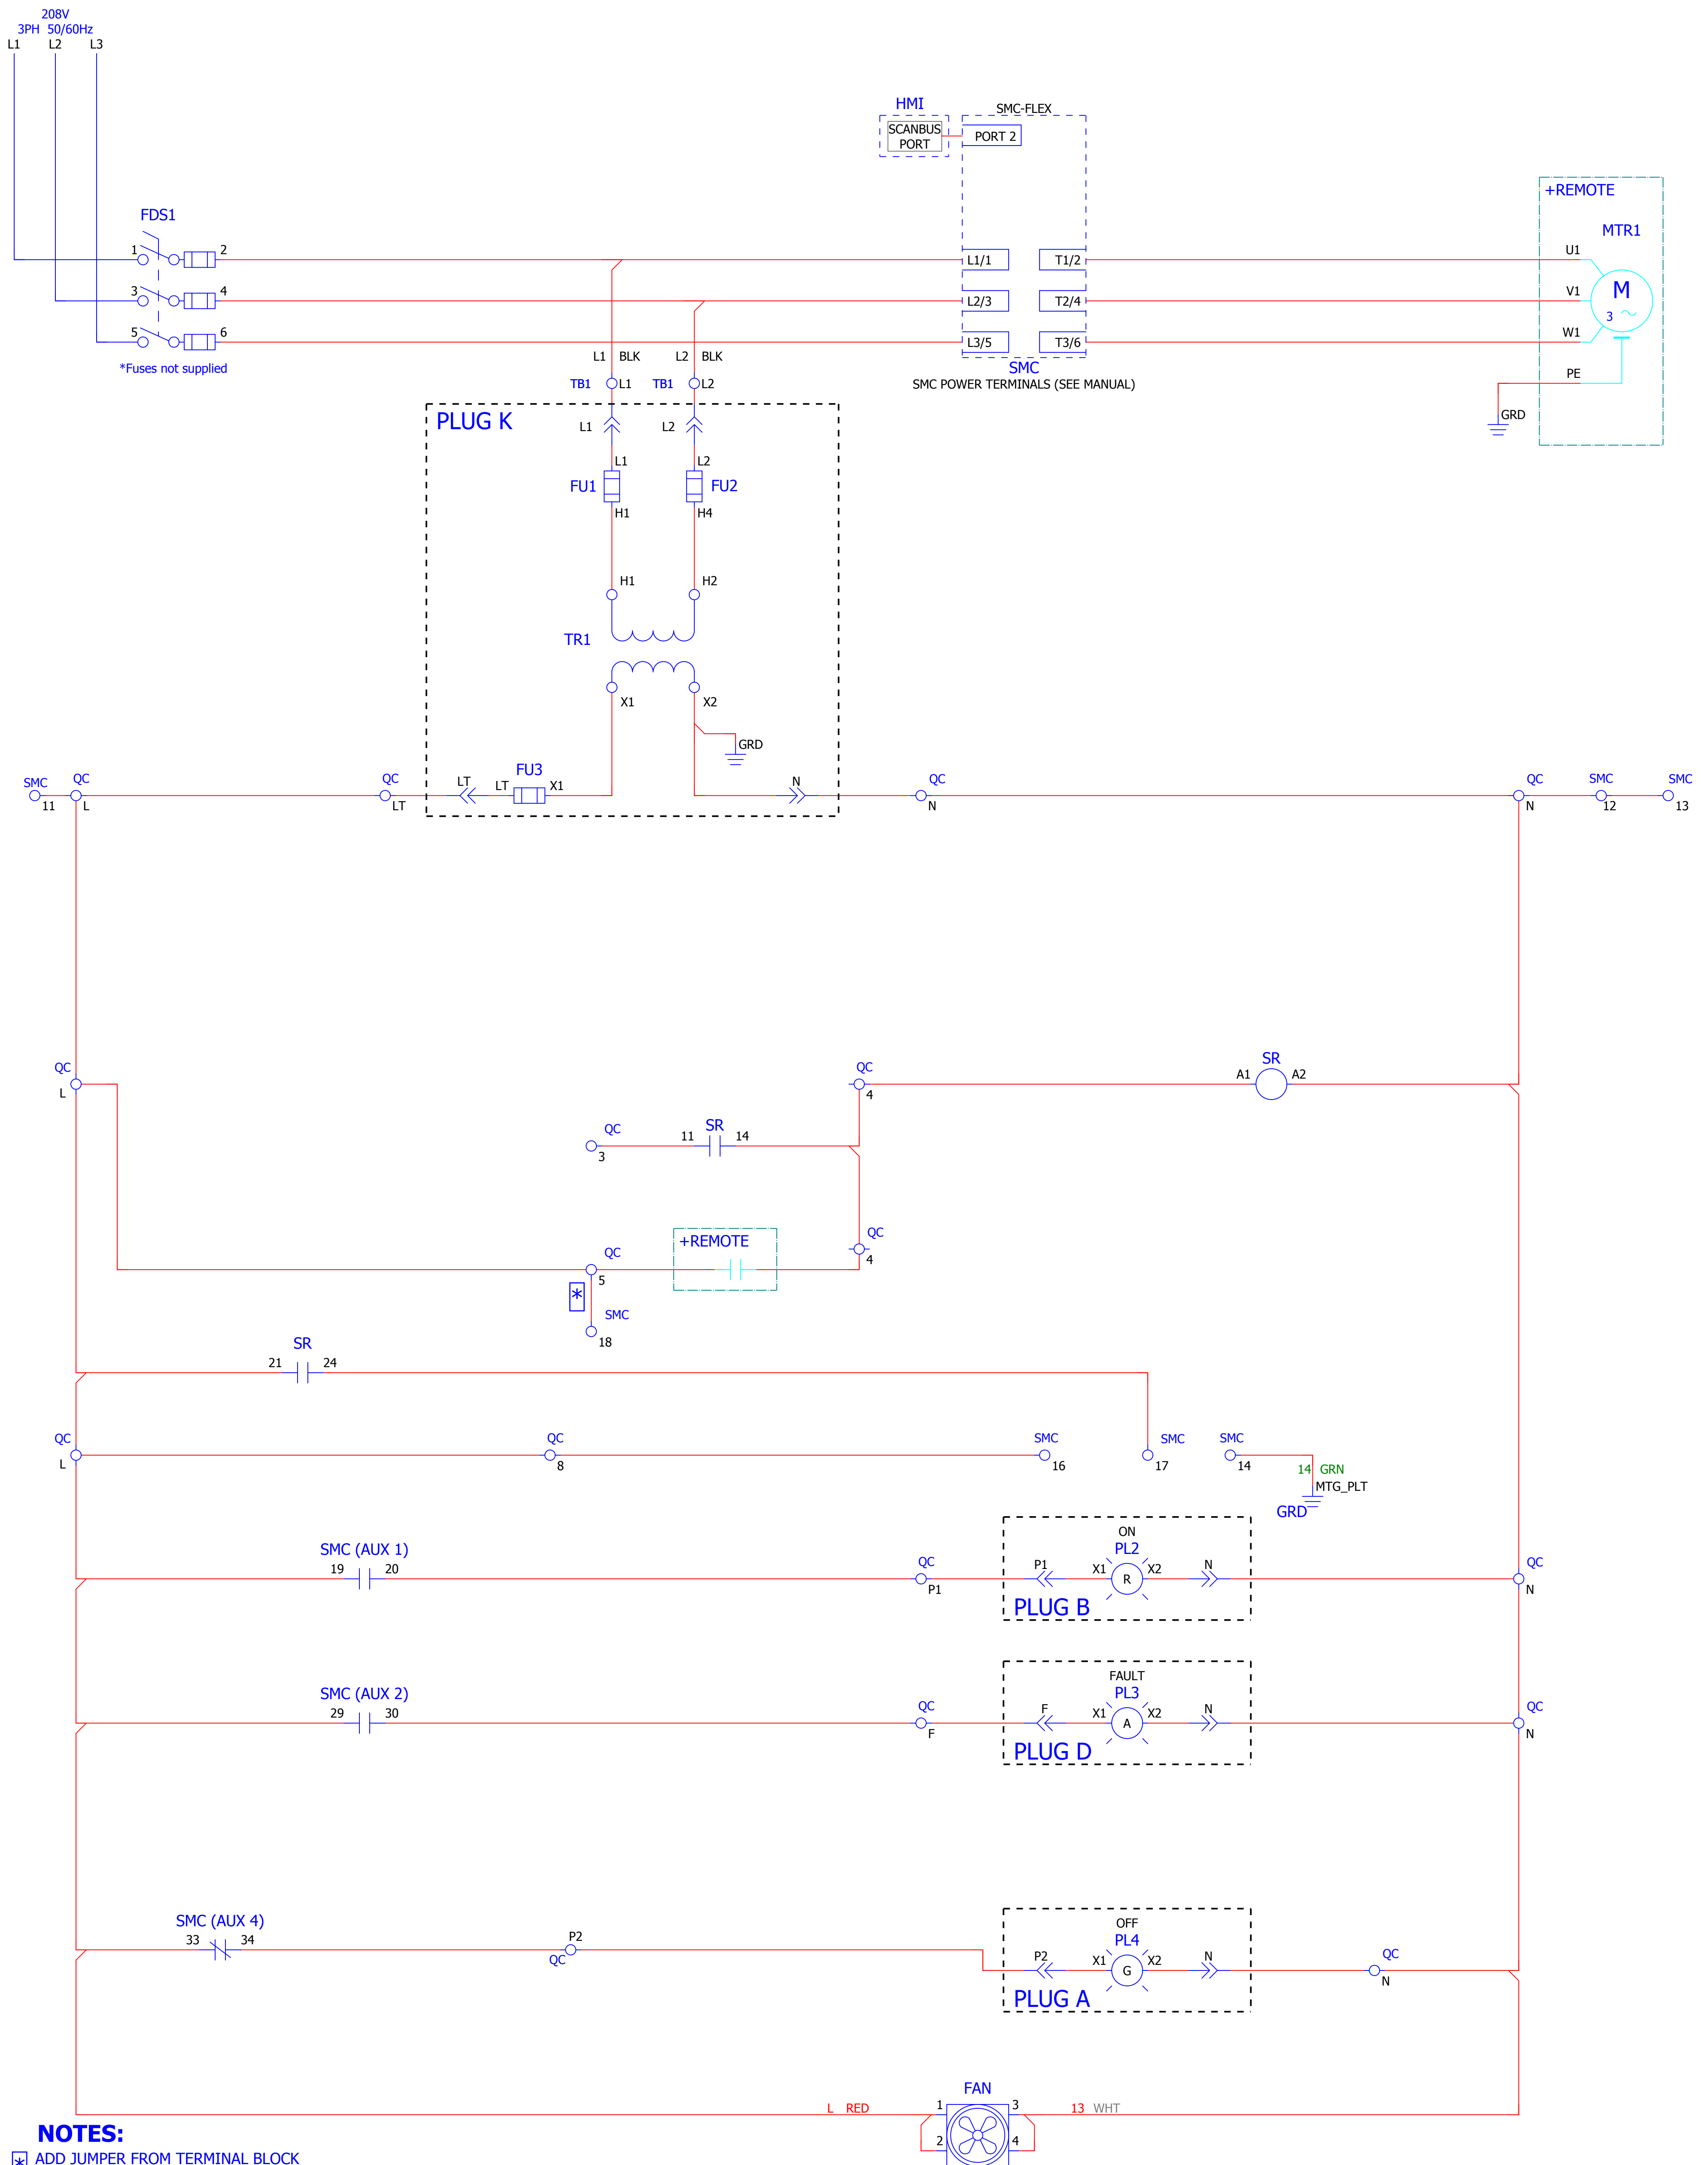 208V
3PH 50/60Hz
L1 L2 L3
HMI
SCANBUS
PORT
SMC-FLEX
PORT 2
+REMOTE
MTR1
FDS1
1 2
3 4
5 6
*Fuses not supplied
L1/1 T1/2
L2/3 T2/4
L3/5 T3/6
SMC
SMC POWER TERMINALS (SEE MANUAL)
U1
V1
W1
PE
M
3
GRD
L1 BLK L2 BLK
TB1 L1 TB1 L2
PLUG K
L1 L2
L1 L2
FU1 FU2
H1 H4
H1 H2
TR1
X1 X2
GRD
FU3
SMC QC QC LT LT X1 N QC QC SMC SMC
11 L LT N N 12 13
QC QC SR
L 4 A1 A2
QC SR
3 11 14
QC
4
+REMOTE
QC
5
*
SMC
18
SR
21 24
QC QC SMC SMC SMC
L 8 16 17 14
14 GRN
MTG_PLT
GRD
SMC (AUX 1)
19 20
QC
P1
ON
PL2
P1 X1 R X2 N
PLUG B
QC
N
SMC (AUX 2)
29 30
QC
F
FAULT
PL3
F X1 A X2 N
PLUG D
QC
N
SMC (AUX 4)
33 34
P2
QC
OFF
PL4
P2 X1 G X2 N
PLUG A
QC
N
FAN
L RED 1 3 13 WHT
2 4
NOTES:
* ADD JUMPER FROM TERMINAL BLOCK